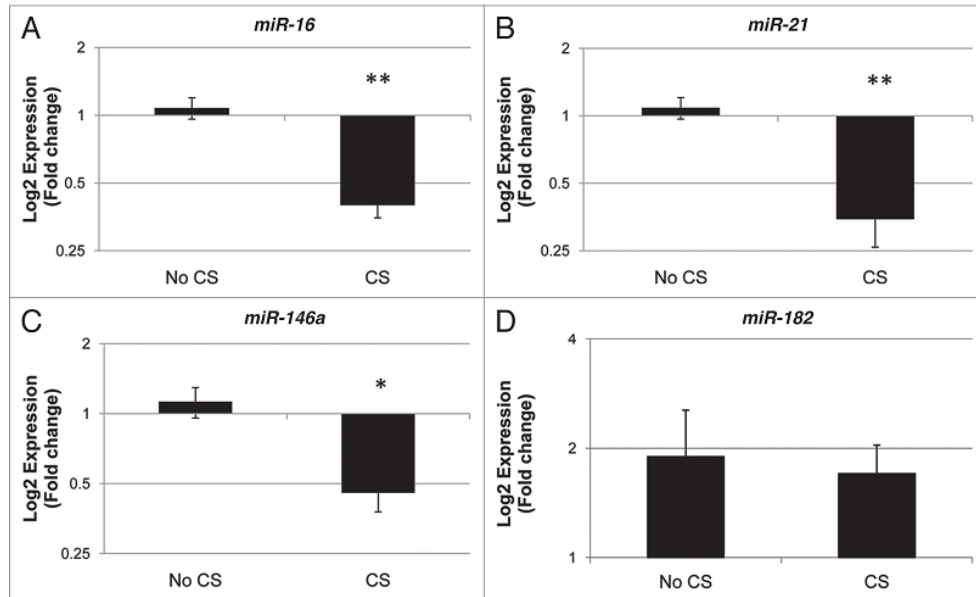 A
miR-16
Log2 Expression
(Fold change)
2
1
0.5
0.25
**
No CS
CS
B
miR-21
Log2 Expression
(Fold change)
2
1
0.5
0.25
**
No CS
CS
C
miR-146a
Log2 Expression
(Fold change)
2
1
0.5
0.25
*
No CS
CS
D
miR-182
Log2 Expression
(Fold change)
4
2
1
No CS
CS